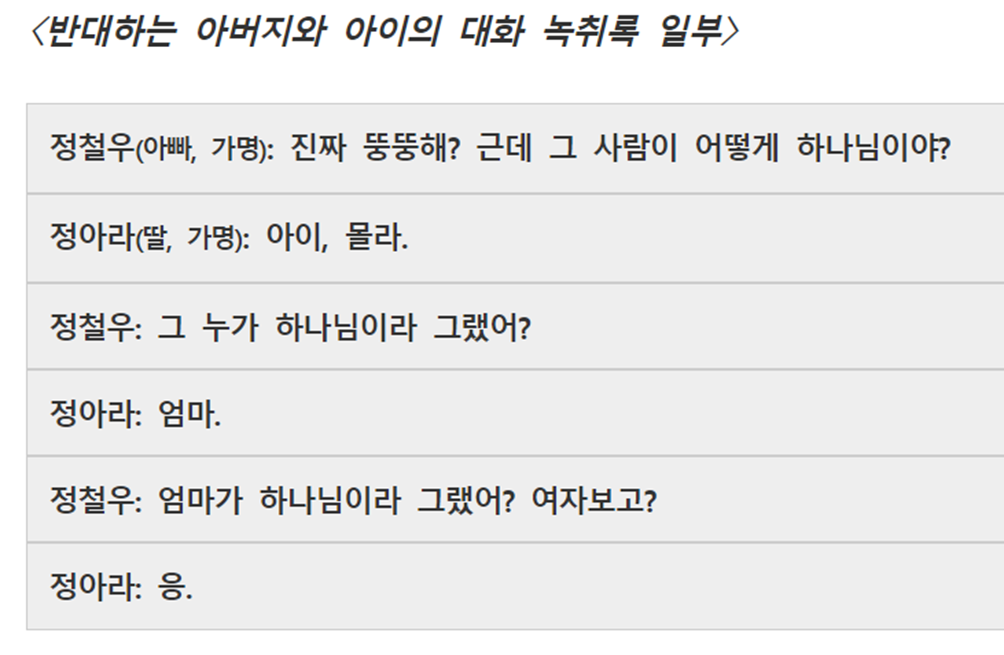 <반대하는 아버지와 아이의 대화 녹취록 일부>
정철우(아빠, 가명): 진짜 뚱뚱해? 근데 그 사람이 어떻게 하나님이야?
정아라(딸, 가명): 아이, 몰라.
정철우: 그 누가 하나님이라 그랬어?
정아라: 엄마.
정철우: 엄마가 하나님이라 그랬어? 여자보고?
정아라: 응.